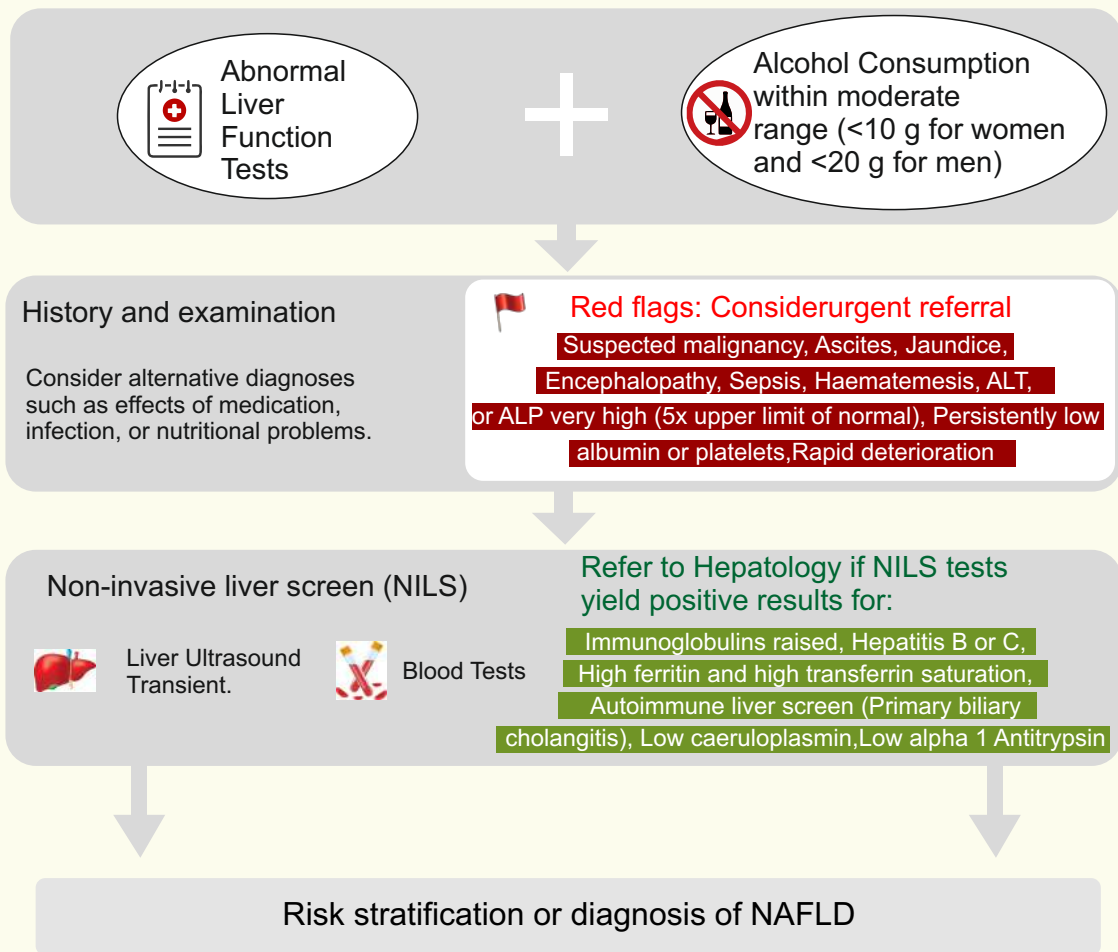 Abnormal
Liver
Function
Tests
Alcohol Consumption
within moderate
range (<10 g for women
and <20 g for men)
History and examination
Consider alternative diagnoses
such as effects of medication,
infection, or nutritional problems.
Red flags: Considerurgent referral
Suspected malignancy, Ascites, Jaundice,
Encephalopathy, Sepsis, Haematemesis, ALT,
or ALP very high (5x upper limit of normal), Persistently low
albumin or platelets,Rapid deterioration
Non-invasive liver screen (NILS)
Liver Ultrasound
Transient.
Blood Tests
Refer to Hepatology if NILS tests
yield positive results for:
Immunoglobulins raised, Hepatitis B or C,
High ferritin and high transferrin saturation,
Autoimmune liver screen (Primary biliary
cholangitis), Low caeruloplasmin,Low alpha 1 Antitrypsin
Risk stratification or diagnosis of NAFLD